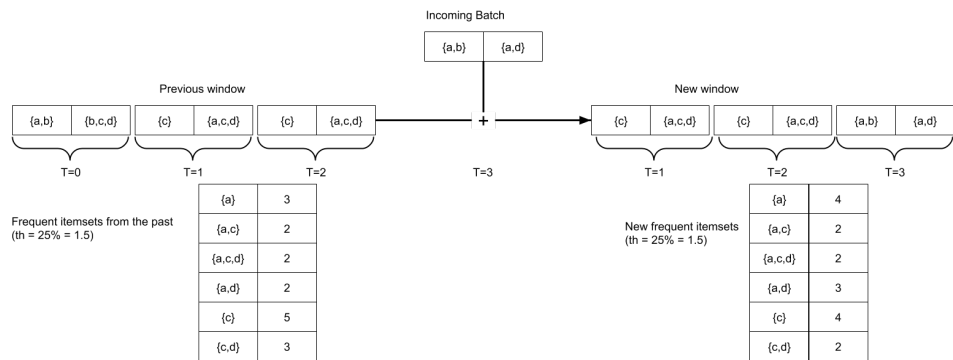 Incoming Batch
{a,b} {a,d}
Previous window
New window
{a,b} {b,c,d} {c} {a,c,d} {c} {a,c,d}
+
{c} {a,c,d} {c} {a,c,d} {a,b} {a,d}
T=0 T=1 T=2 T=3 T=1 T=2 T=3
Frequent itemsets from the past
(th = 25% = 1.5)
{a} 3
{a,c} 2
{a,c,d} 2
{a,d} 2
{c} 5
{c,d} 3
New frequent itemsets
(th = 25% = 1.5)
{a} 4
{a,c} 2
{a,c,d} 2
{a,d} 3
{c} 4
{c,d} 2